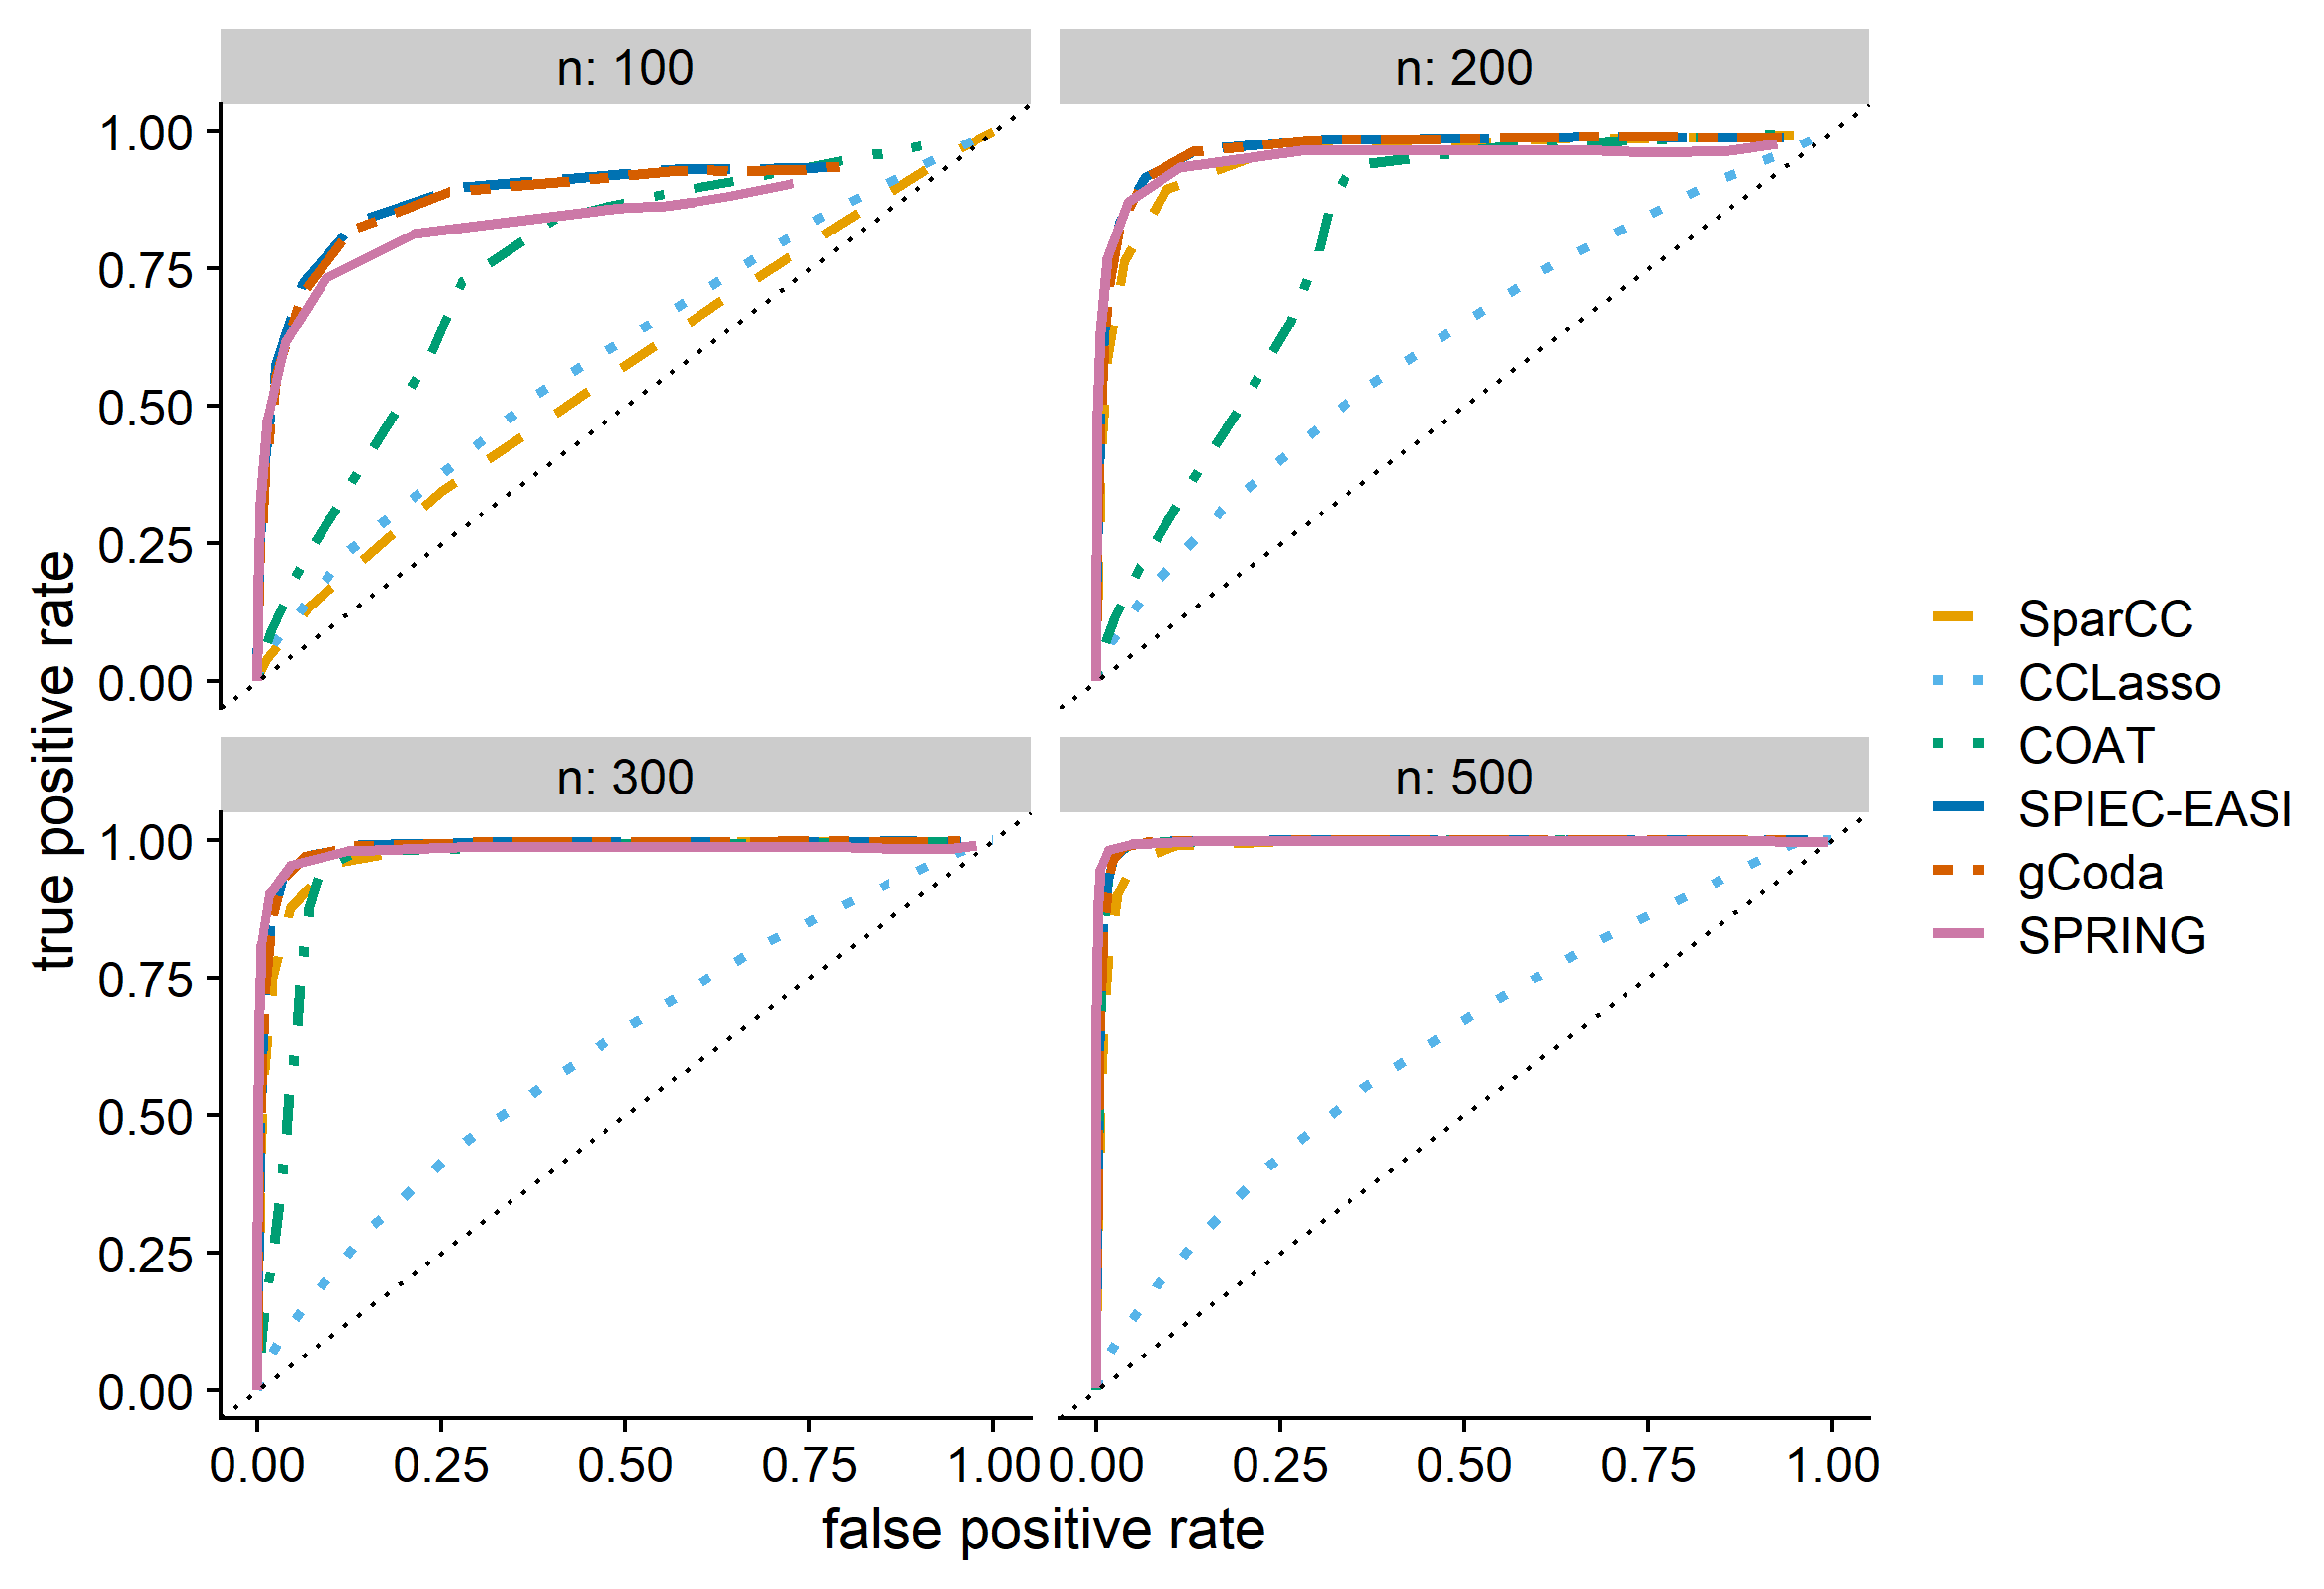 n: 100
n: 200
1.00
0.75
0.50
0.25
0.00
n: 300
n: 500
1.00
0.75
0.50
0.25
0.00
0.00 0.25 0.50 0.75 1.00
0.00 0.25 0.50 0.75 1.00
false positive rate
true positive rate
SparCC
CCLasso
COAT
SPIEC-EASI
gCoda
SPRING